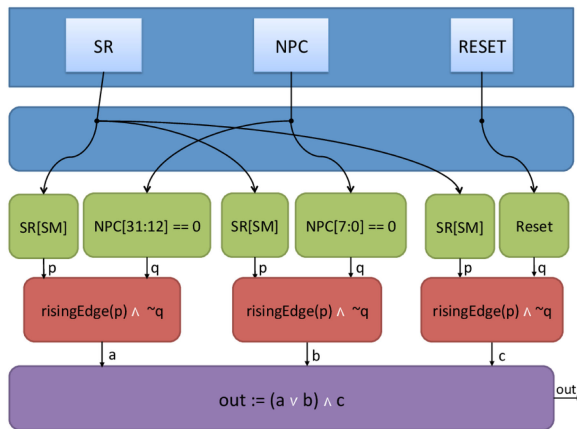 SR NPC RESET
SR[SM] NPC[31:12] == 0 SR[SM] NPC[7:0] == 0 SR[SM] Reset
p q p q p q
risingEdge(p) ∧ ~q risingEdge(p) ∧ ~q risingEdge(p) ∧ ~q
a b c
out := (a ∨ b) ∧ c
out